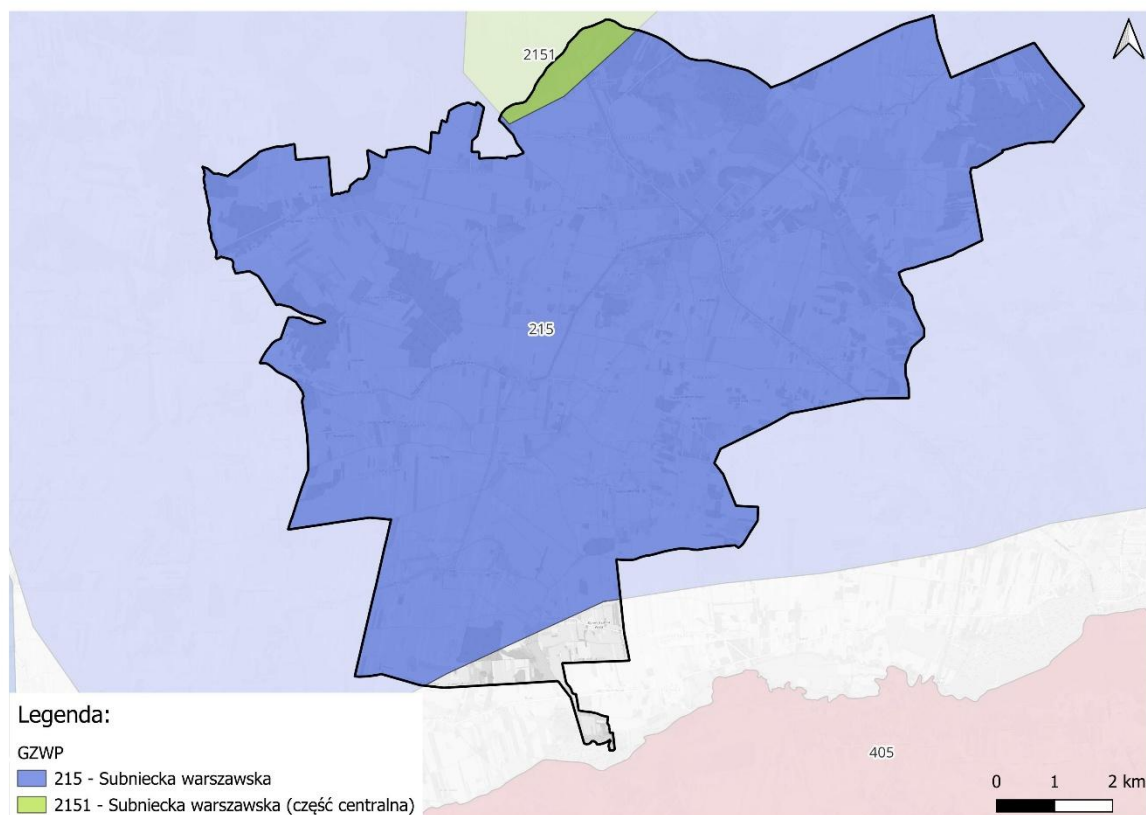 2151
215
405
Legenda:
GZWP
215 - Subniecka warszawska
2151 - Subniecka warszawska (część centralna)
0 1 2 km